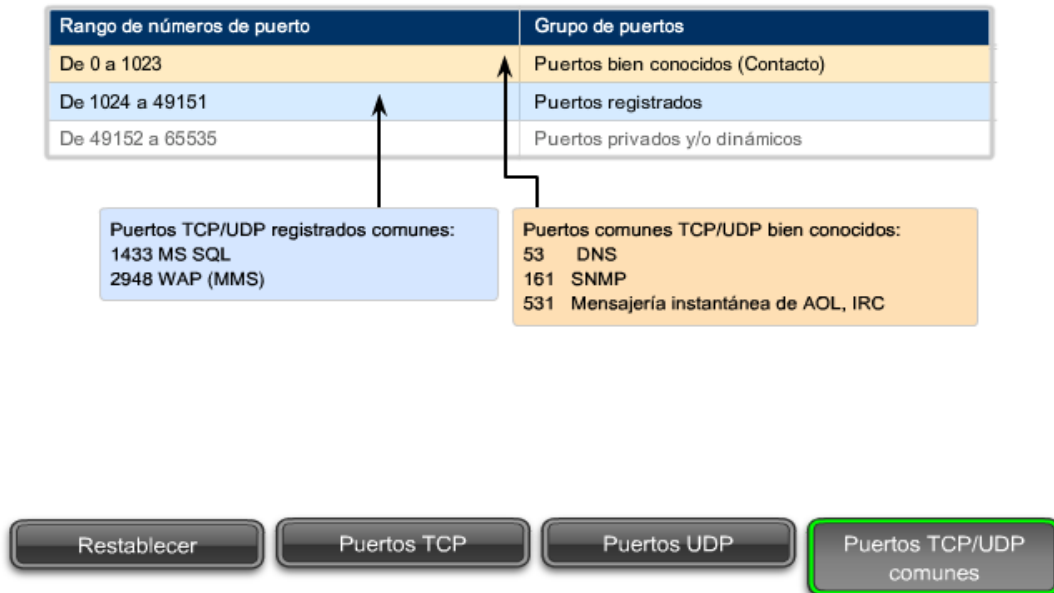 Rango de números de puerto Grupo de puertos
De 0 a 1023 Puertos bien conocidos (Contacto)
De 1024 a 49151 Puertos registrados
De 49152 a 65535 Puertos privados y/o dinámicos
Puertos TCP/UDP registrados comunes:
1433 MS SQL
2948 WAP (MMS)
Puertos comunes TCP/UDP bien conocidos:
53 DNS
161 SNMP
531 Mensajería instantánea de AOL, IRC
Restablecer
Puertos TCP
Puertos UDP
Puertos TCP/UDP
comunes